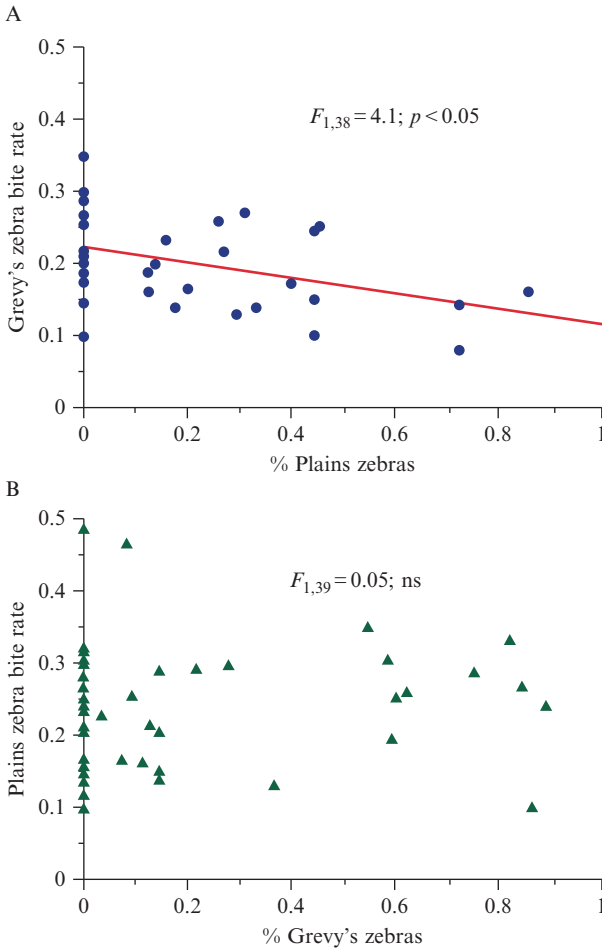 A
0.5
0.4
0.3
0.2
0.1
0
Grevy's zebra bite rate
F1,38 = 4.1; p < 0.05
0 0.2 0.4 0.6 0.8 1
% Plains zebras
B
0.5
0.4
0.3
0.2
0.1
0
Plains zebra bite rate
F1,39 = 0.05; ns
0 0.2 0.4 0.6 0.8 1
% Grevy's zebras